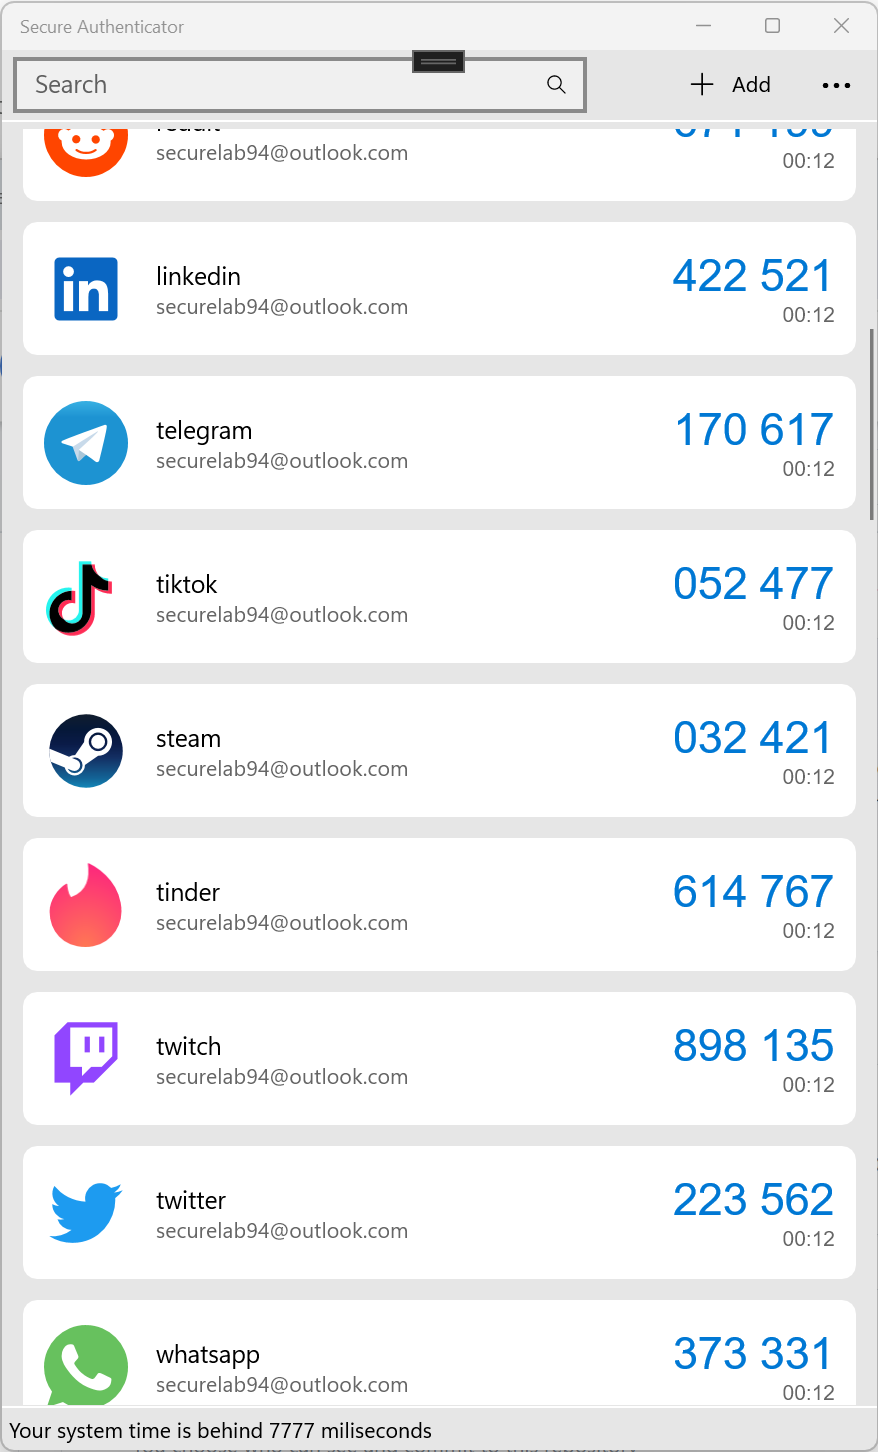 Secure Authenticator
Search
Add
securelab94@outlook.com
00:12
linkedin
securelab94@outlook.com
422 521
00:12
telegram
securelab94@outlook.com
170 617
00:12
tiktok
securelab94@outlook.com
052 477
00:12
steam
securelab94@outlook.com
032 421
00:12
tinder
securelab94@outlook.com
614 767
00:12
twitch
securelab94@outlook.com
898 135
00:12
twitter
securelab94@outlook.com
223 562
00:12
whatsapp
securelab94@outlook.com
373 331
00:12
Your system time is behind 7777 miliseconds